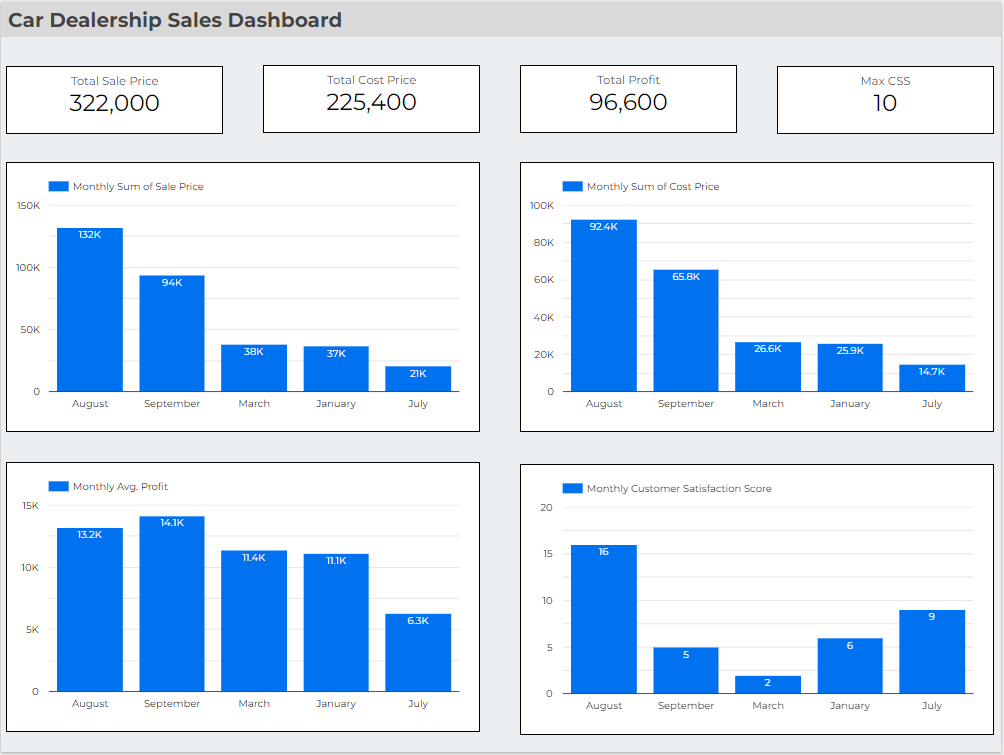 Car Dealership Sales Dashboard
Total Sale Price
322,000
Total Cost Price
225,400
Total Profit
96,600
Max CSS
10
Monthly Sum of Sale Price
150K
100K
50K
0
132K
94K
38K
37K
21K
August September March January July
Monthly Sum of Cost Price
100K
80K
60K
40K
20K
0
92.4K
65.8K
26.6K
25.9K
14.7K
August September March January July
Monthly Avg. Profit
15K
10K
5K
0
13.2K
14.1K
11.4K
11.1K
6.3K
August September March January July
Monthly Customer Satisfaction Score
20
15
10
5
0
16
5
2
6
9
August September March January July